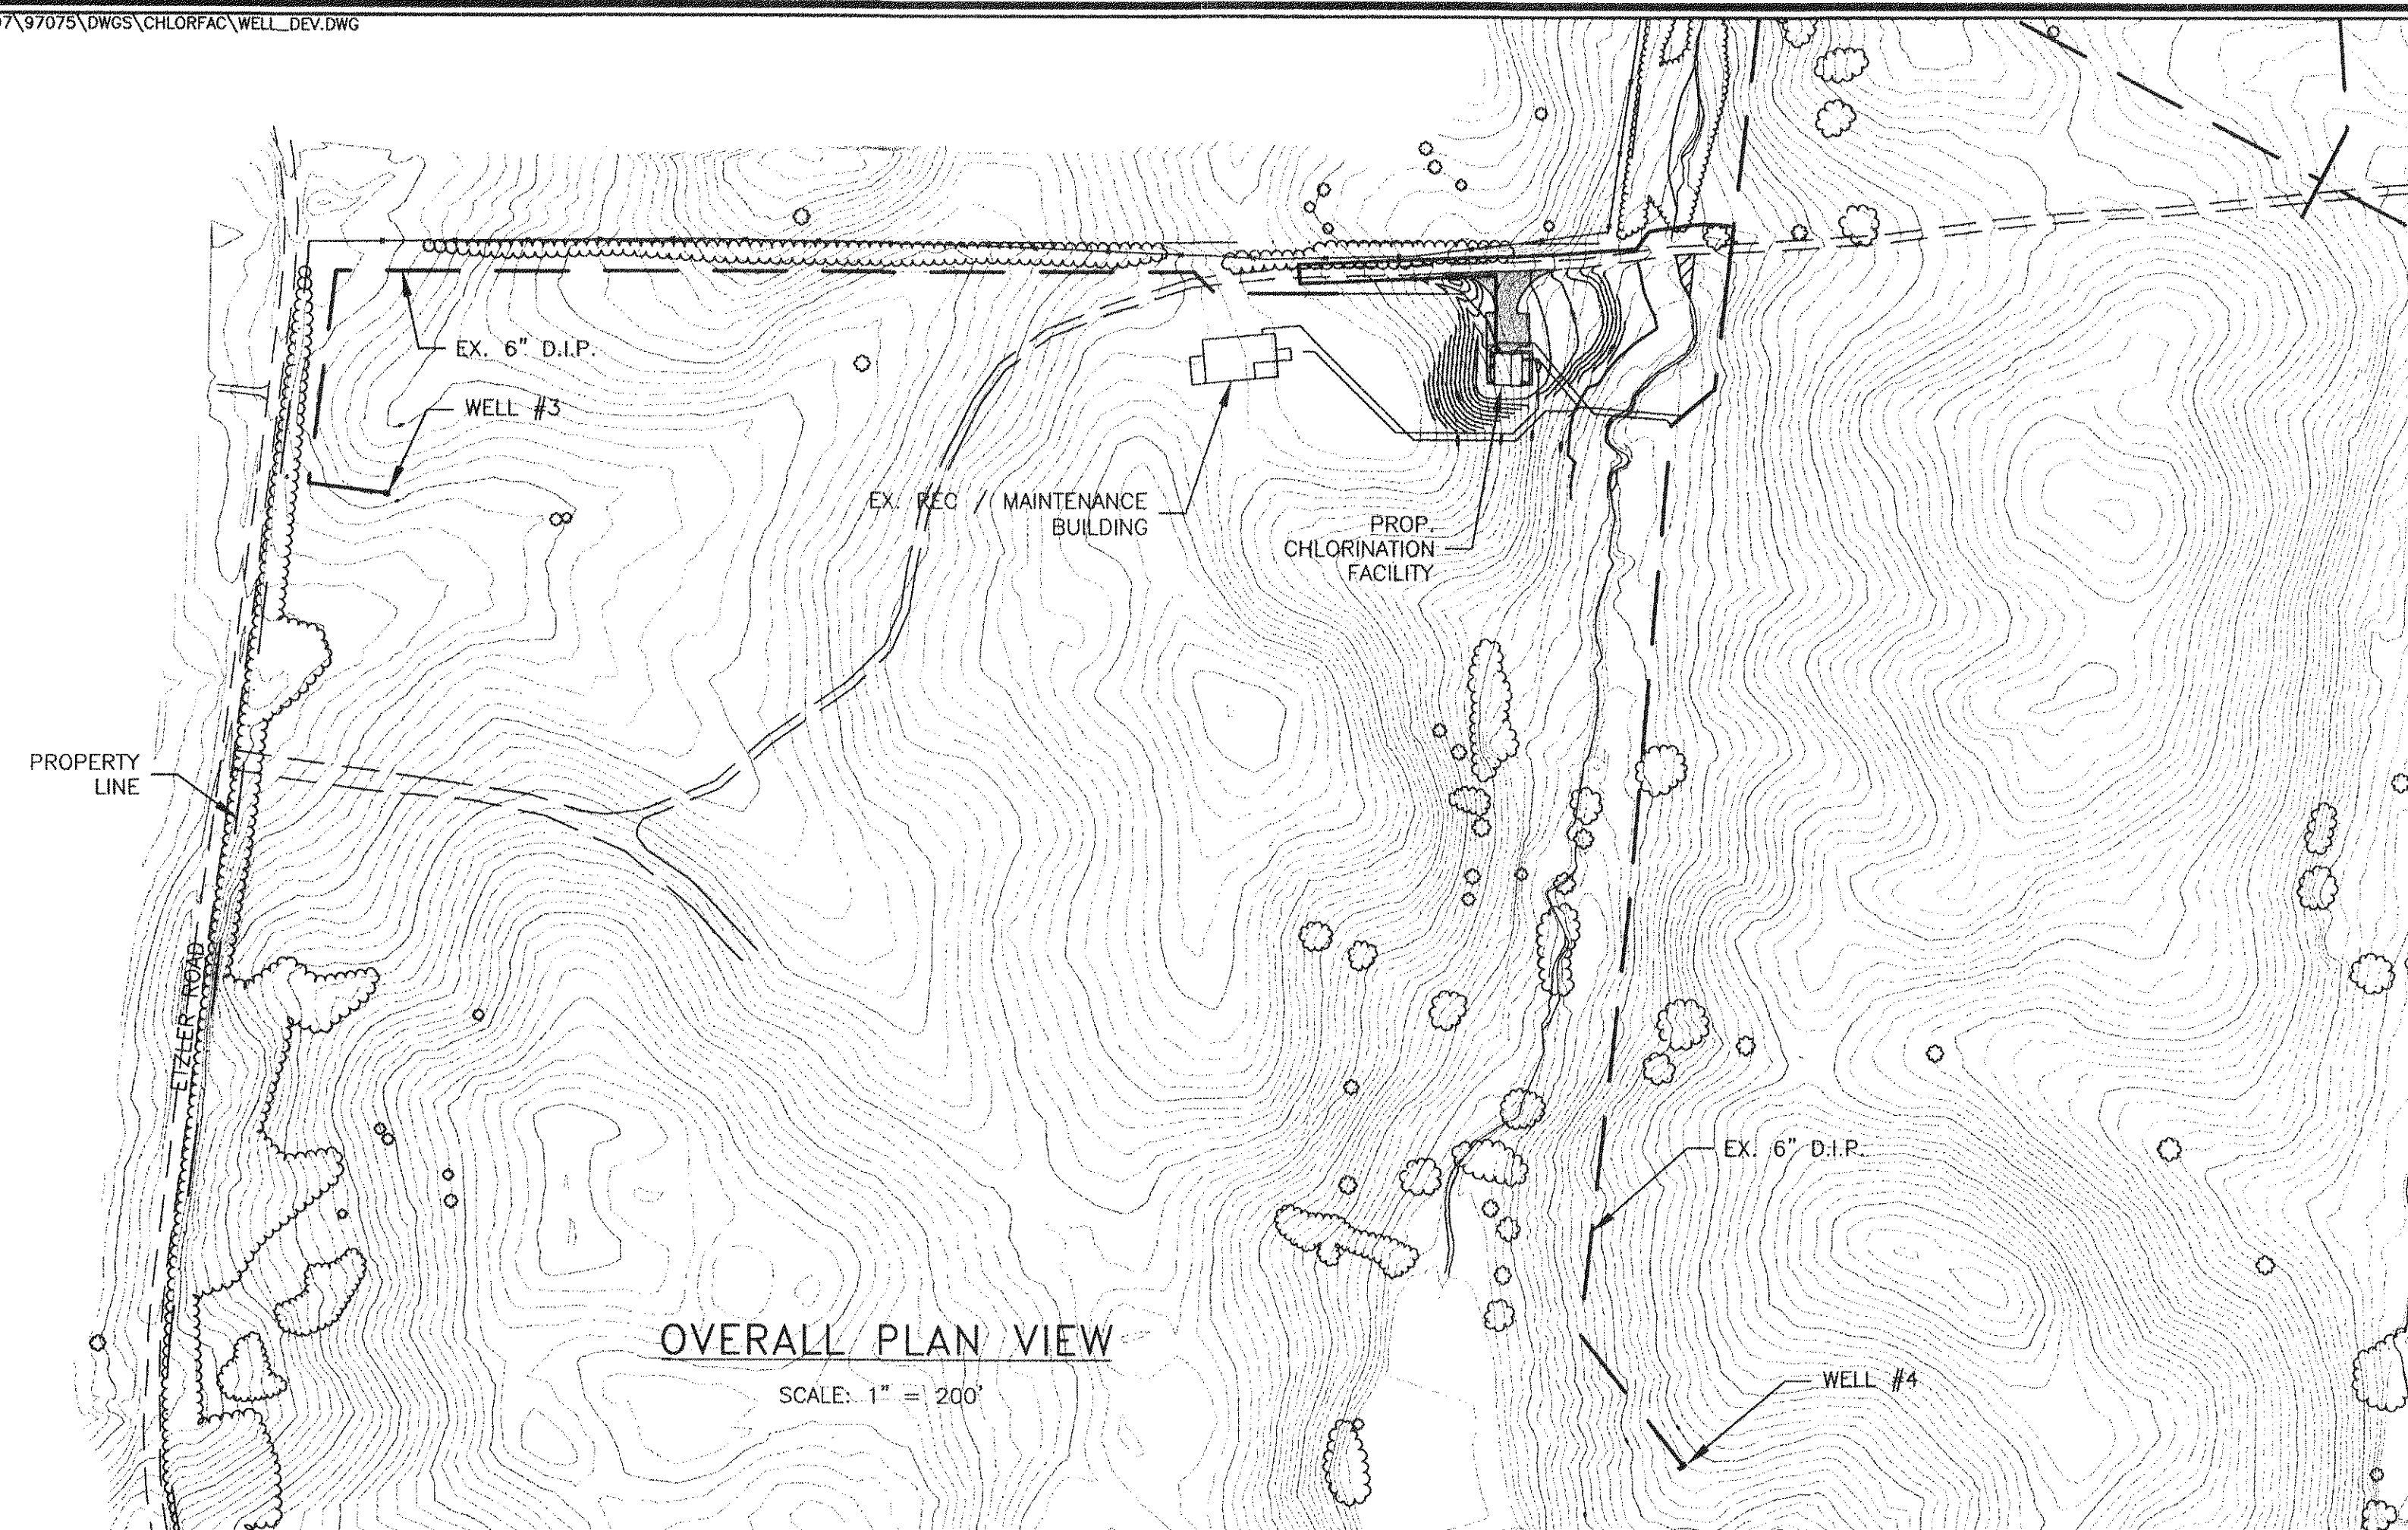 7\97075\DWGS\CHLORFAC\WELL_DEV.DWG
EX. 6" D.I.P.
WELL #3
EX. REC / MAINTENANCE
BUILDING
PROP.
CHLORINATION
FACILITY
PROPERTY
LINE
ETZLER ROAD
EX. 6" D.I.P.
OVERALL PLAN VIEW
SCALE: 1" = 200'
WELL #4